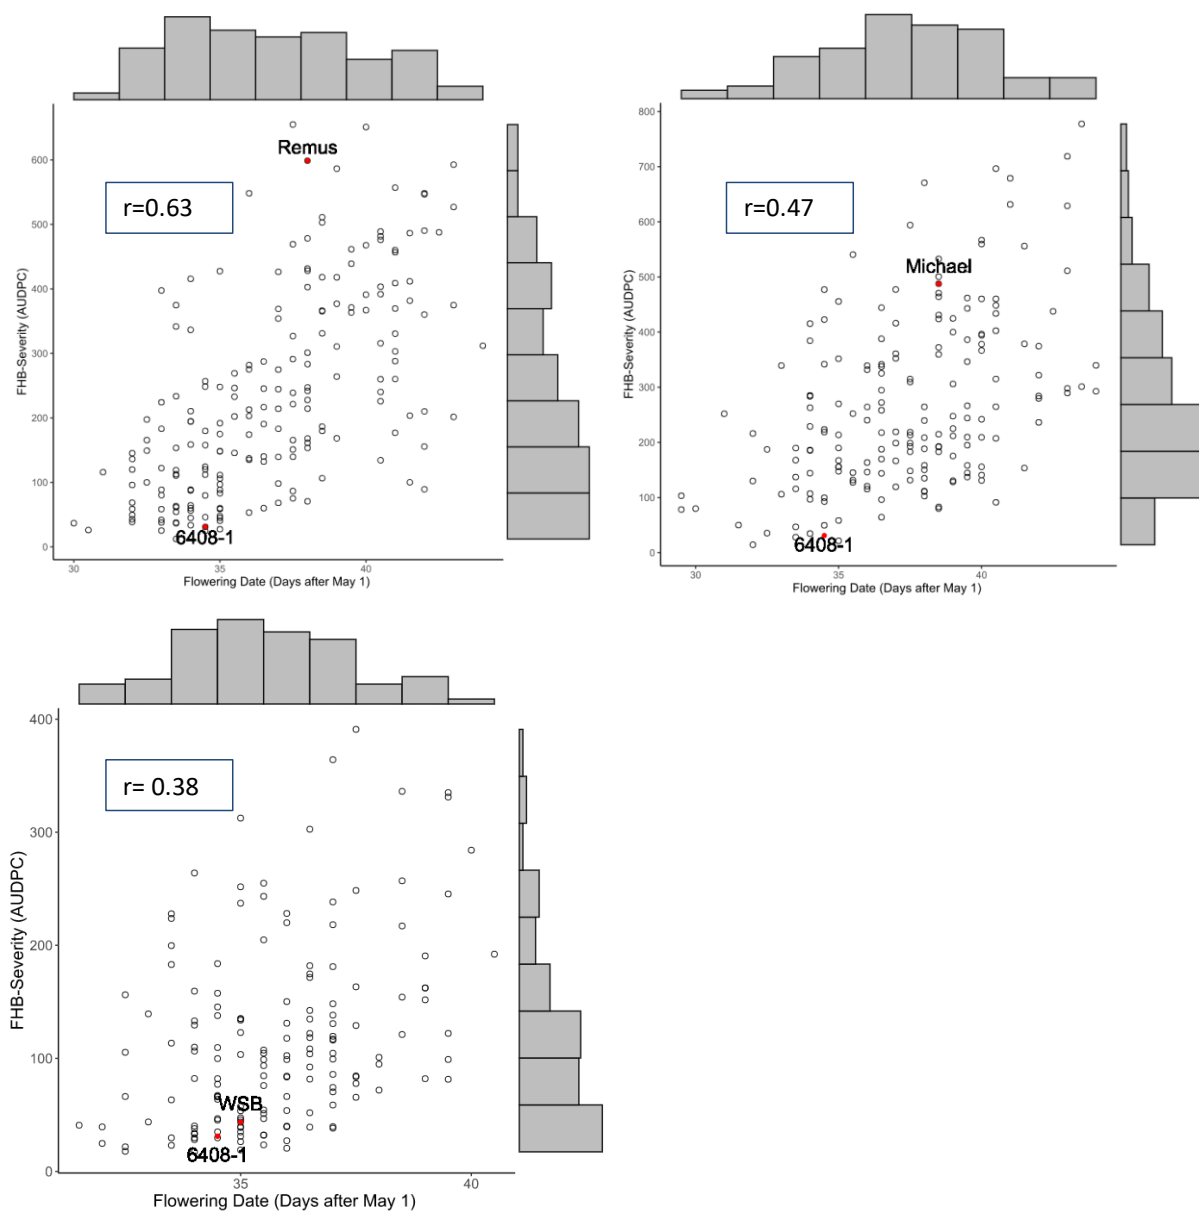 600
500
400
300
200
100
0
FHB-Severity (AUDPC)
r=0.63
Remus
6408-1
30
35
40
Flowering Date (Days after May 1)
800
700
600
500
400
300
200
100
0
FHB-Severity (AUDPC)
r=0.47
Michael
6408-1
30
35
40
Flowering Date (Days after May 1)
400
300
200
100
0
FHB-Severity (AUDPC)
r= 0.38
WSB
6408-1
35
40
Flowering Date (Days after May 1)